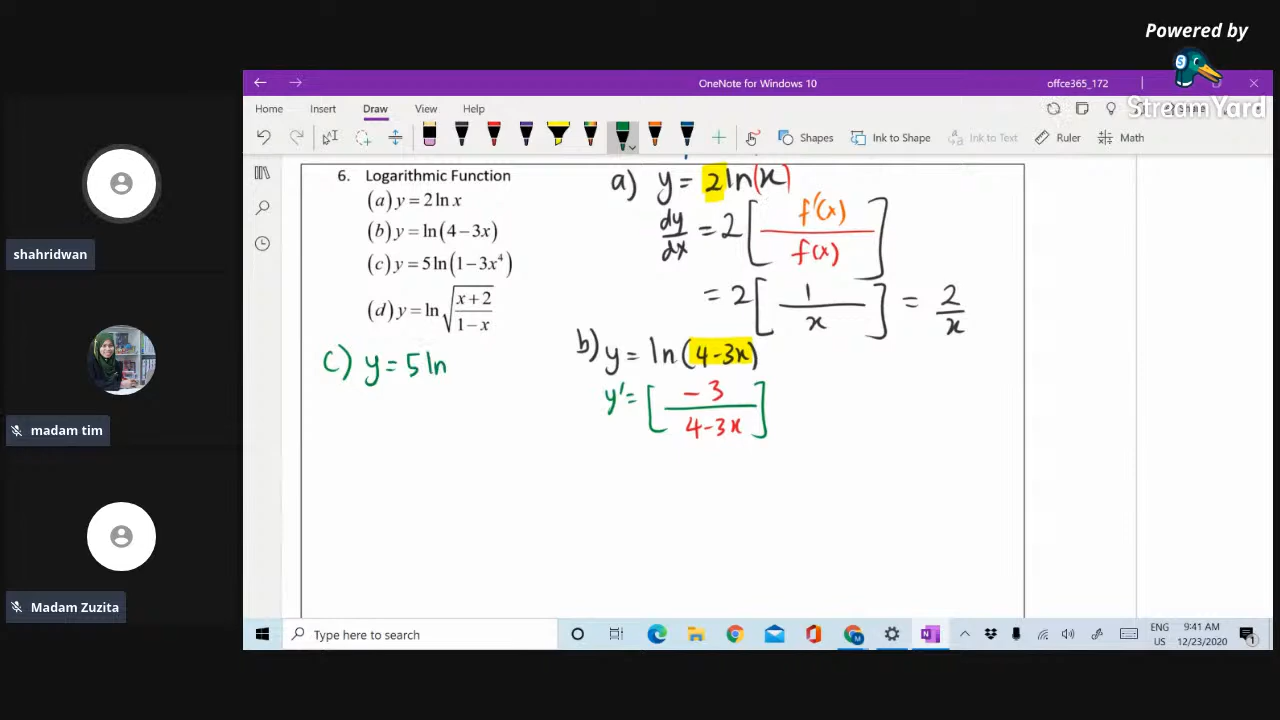 Powered by
StreamYard
OneNote for Windows 10
offce365_172
Home Insert Draw View Help
Shapes Ink to Shape Ink to Text Ruler Math
6. Logarithmic Function
(a) y = 2 ln x
(b) y = ln(4 − 3x)
(c) y = 5 ln(1 − 3x⁴)
(d) y = ln √((x + 2)/(1 − x))
a) y = 2 ln(x)
dy/dx = 2 [ f'(x) / f(x) ]
= 2 [ 1 / x ] = 2/x
b) y = ln(4-3x)
y' = [ -3 / 4-3x ]
c) y = 5 ln
shahridwan
madam tim
Madam Zuzita
Type here to search
ENG
US
9:41 AM
12/23/2020
1